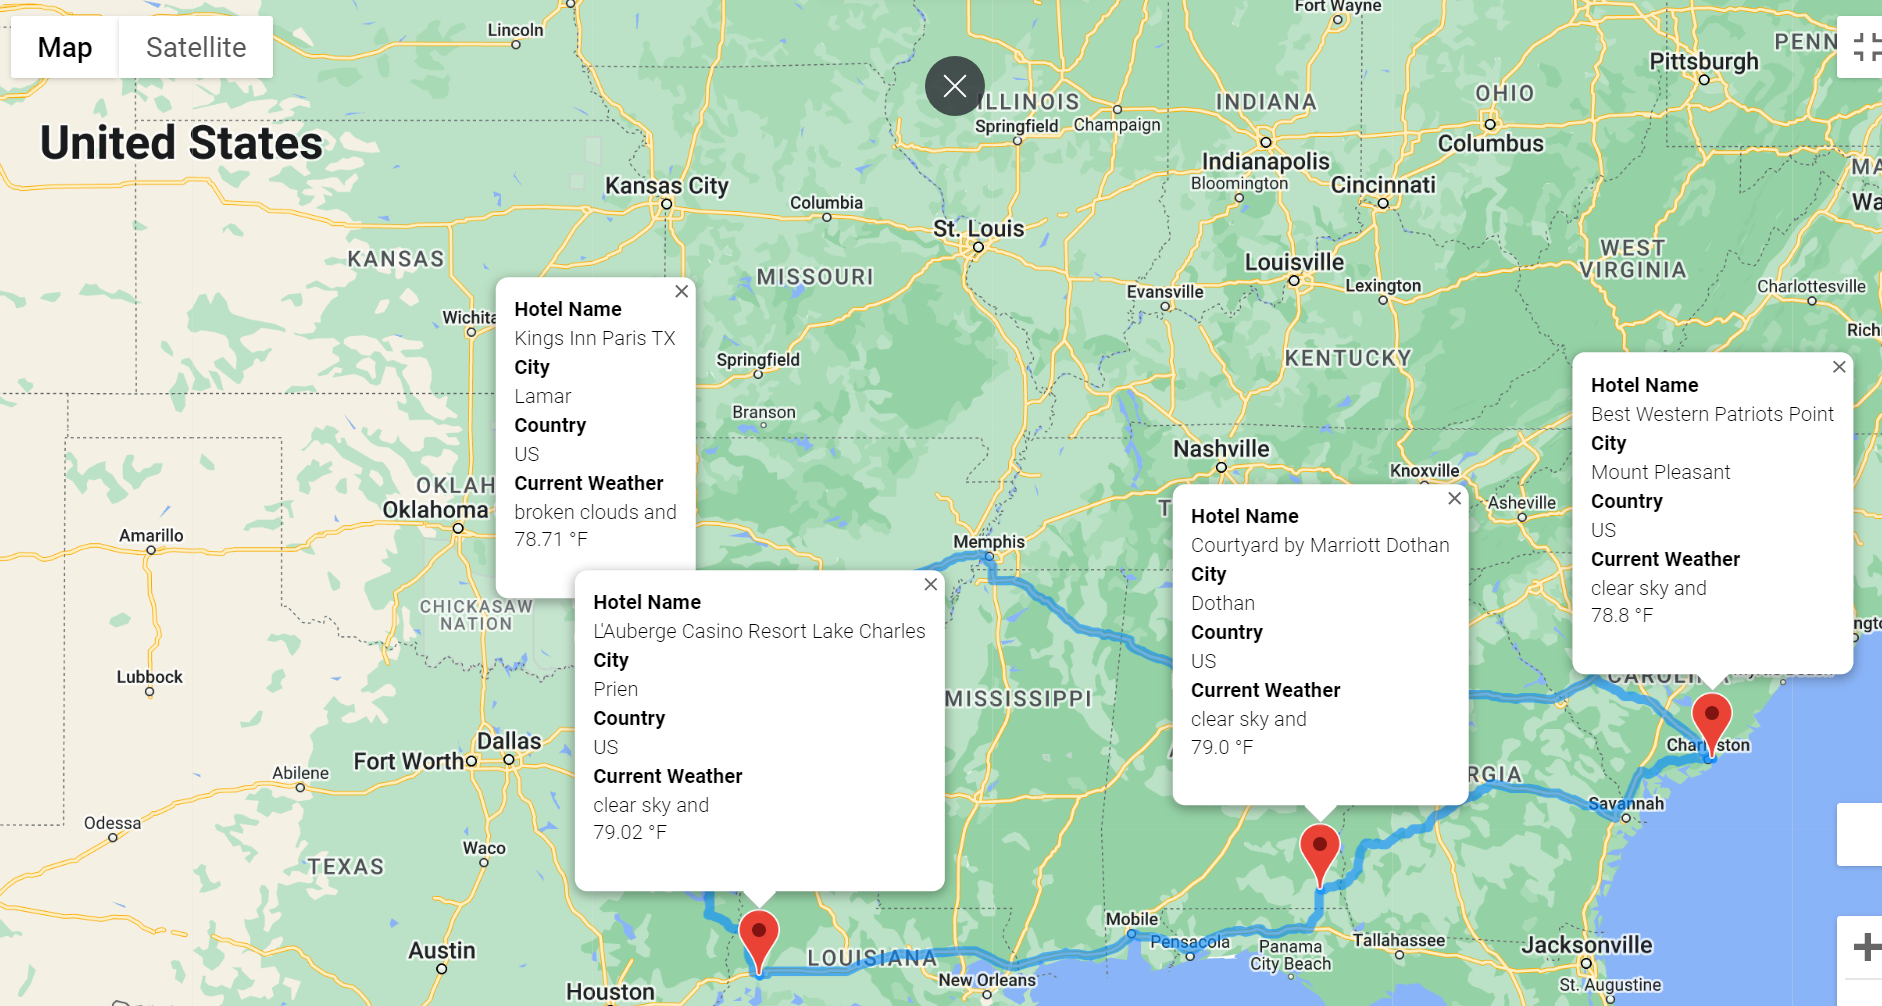 Map
Satellite
United States
Lincoln
Fort Wayne
Pittsburgh
PENN
ILLINOIS
Springfield
Champaign
INDIANA
Indianapolis
Bloomington
OHIO
Columbus
Cincinnati
MA
Wa
Kansas City
Columbia
St. Louis
KANSAS
MISSOURI
Louisville
Lexington
Evansville
WEST
VIRGINIA
Charlottesville
Rich
Wichita
Springfield
Branson
KENTUCKY
Nashville
Knoxville
Asheville
Hotel Name
Kings Inn Paris TX
City
Lamar
Country
US
Current Weather
broken clouds and
78.71 °F
Hotel Name
Best Western Patriots Point
City
Mount Pleasant
Country
US
Current Weather
clear sky and
78.8 °F
OKLAH
Oklahoma
Amarillo
Memphis
T
Hotel Name
Courtyard by Marriott Dothan
City
Dothan
Country
US
Current Weather
clear sky and
79.0 °F
CHICKASAW
NATION
Hotel Name
L'Auberge Casino Resort Lake Charles
City
Prien
Country
US
Current Weather
clear sky and
79.02 °F
Lubbock
MISSISSIPPI
CAROLINA
Charleston
Dallas
Fort Worth
Abilene
RGIA
Savannah
Odessa
Waco
TEXAS
Mobile
Pensacola
Panama
City Beach
Tallahassee
Jacksonville
St. Augustine
Austin
LOUISIANA
New Orleans
Houston